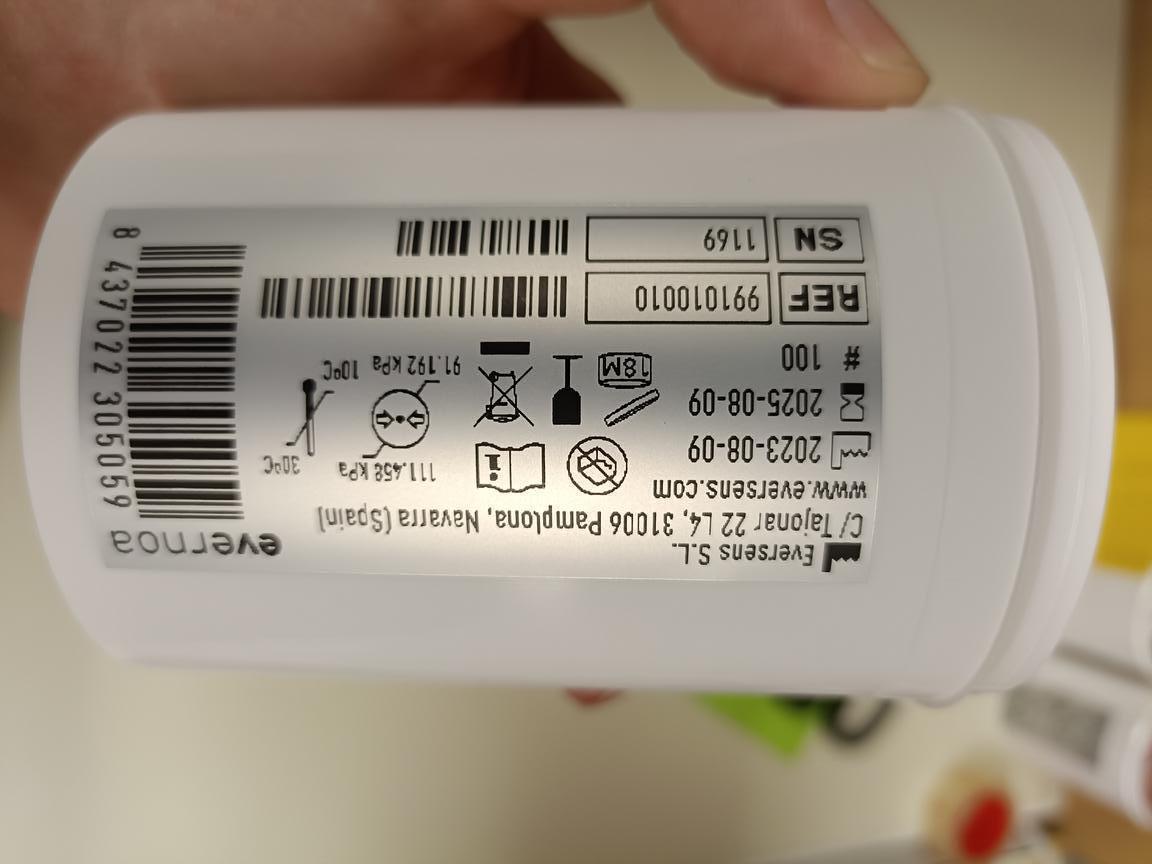 Eversens S.L.
C/ Tajonar 22 L4, 31006 Pamplona, Navarra (Spain)
www.eversens.com
2023-08-09
2025-08-09
# 100
18M
111.458 kPa
91.192 kPa
30ºC
10ºC
REF 991010010
SN 1169
evernoa
8 437022 305059